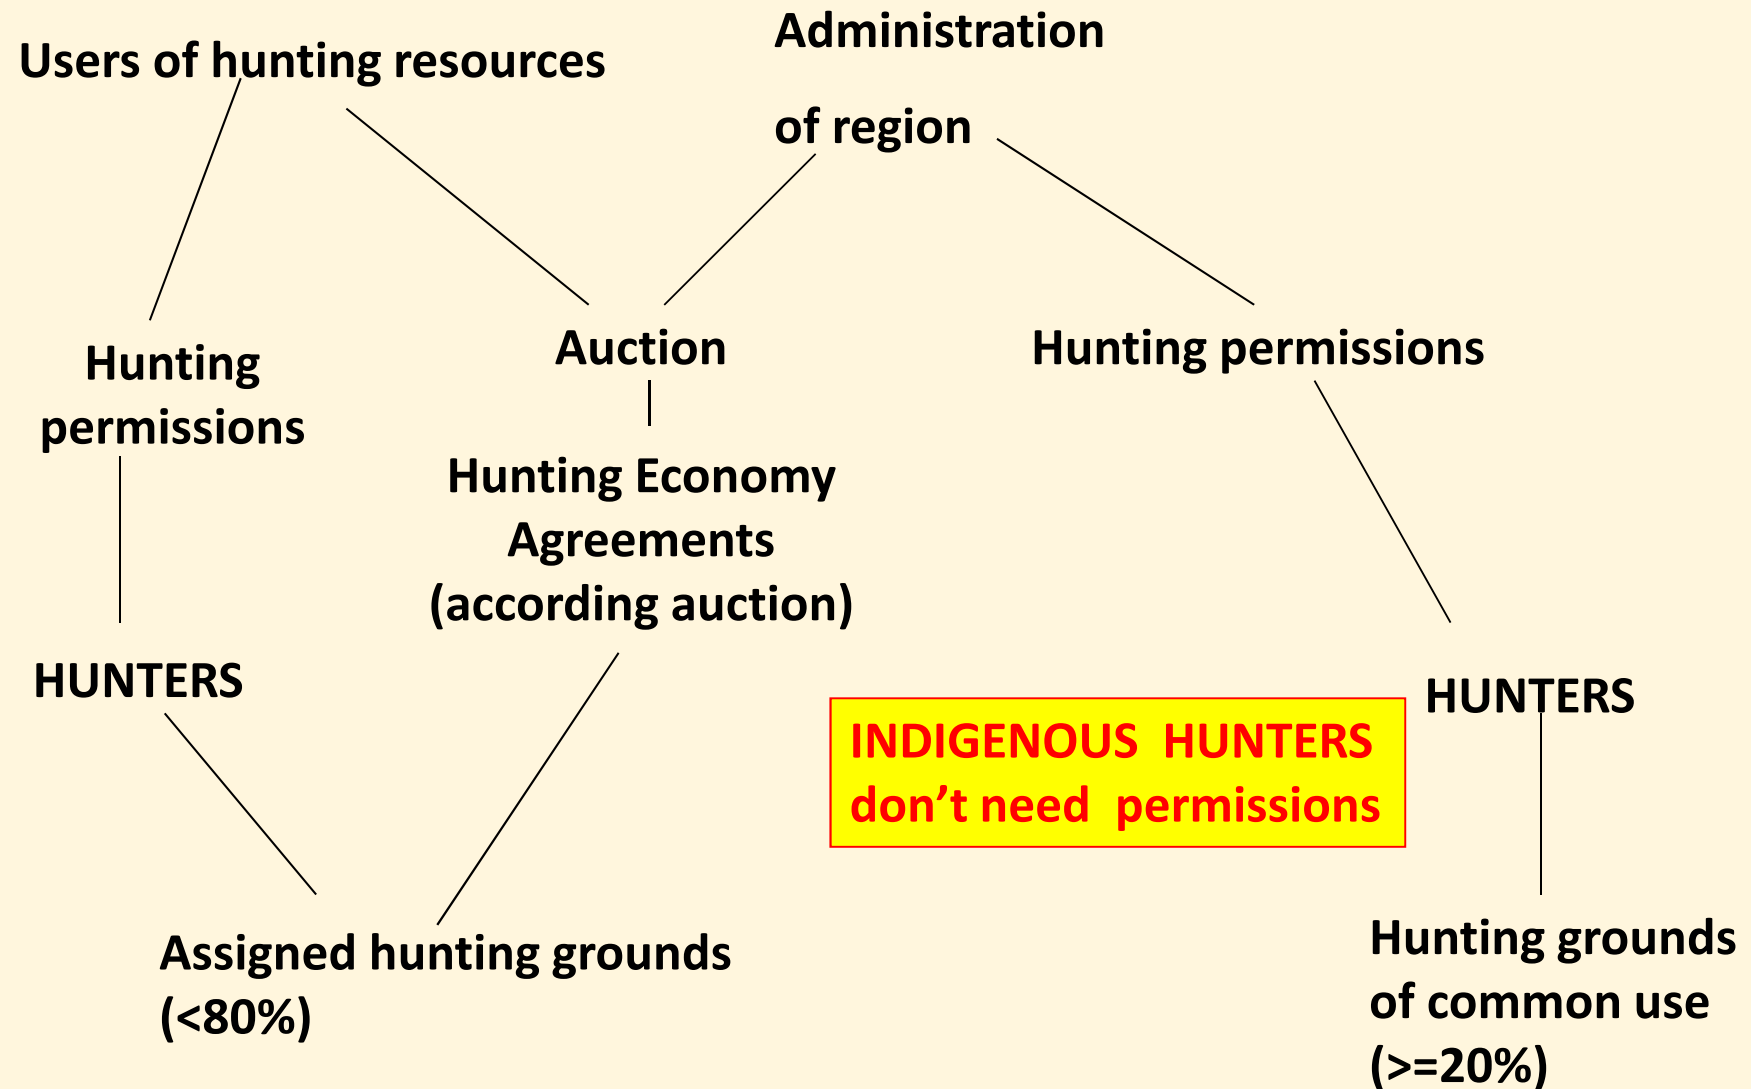 Users of hunting resources
Administration
of region
Hunting
permissions
Auction
Hunting permissions
Hunting Economy
Agreements
(according auction)
HUNTERS
HUNTERS
INDIGENOUS  HUNTERS
don’t need  permissions
Assigned hunting grounds
(<80%)
Hunting grounds
of common use
(>=20%)